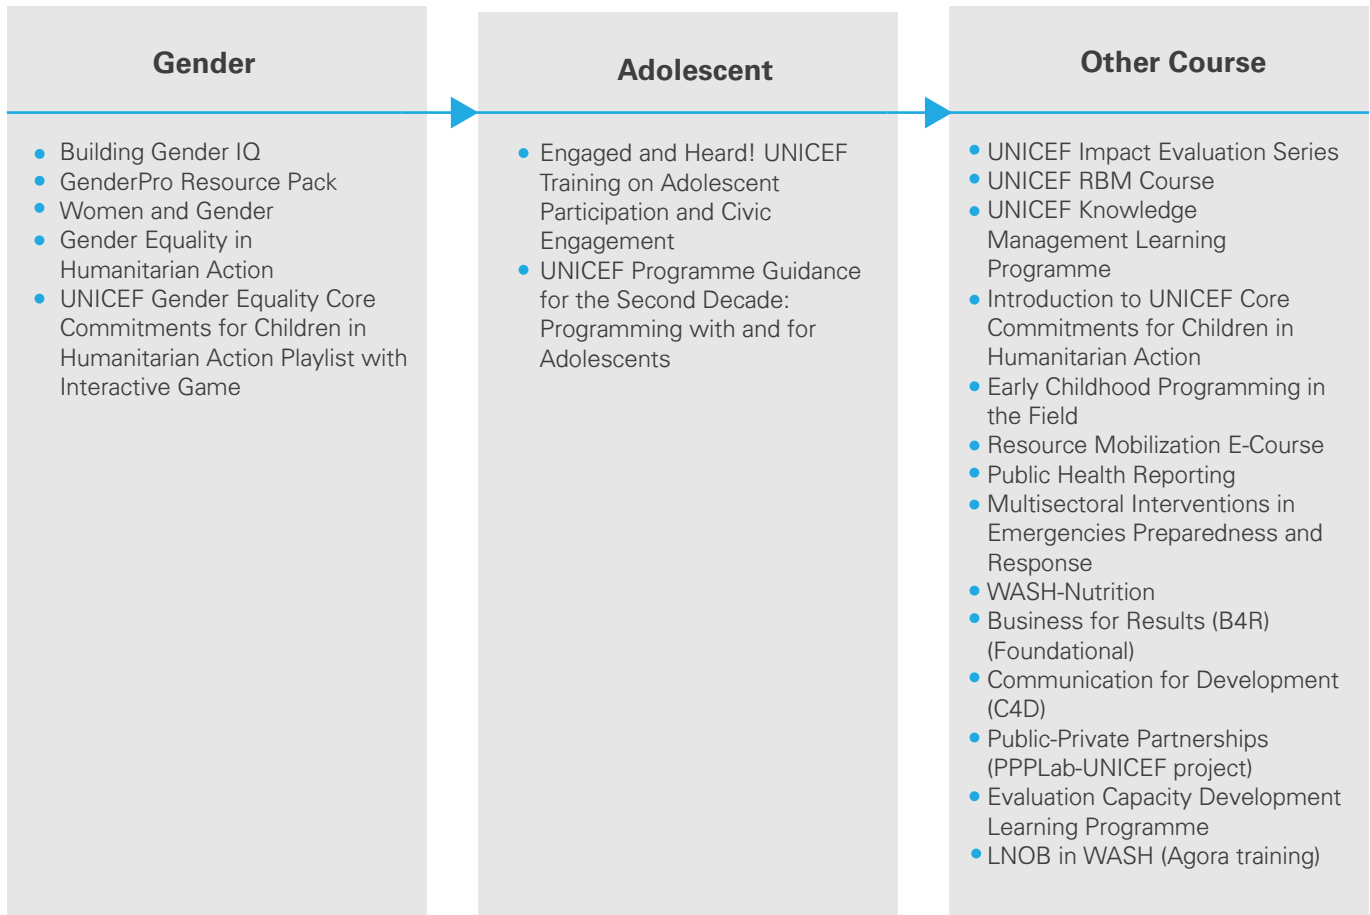 Gender
Building Gender IQ
GenderPro Resource Pack
Women and Gender
Gender Equality in
Humanitarian Action
UNICEF Gender Equality Core
Commitments for Children in
Humanitarian Action Playlist with
Interactive Game
Adolescent
Engaged and Heard! UNICEF
Training on Adolescent
Participation and Civic
Engagement
UNICEF Programme Guidance
for the Second Decade:
Programming with and for
Adolescents
Other Course
UNICEF Impact Evaluation Series
UNICEF RBM Course
UNICEF Knowledge
Management Learning
Programme
Introduction to UNICEF Core
Commitments for Children in
Humanitarian Action
Early Childhood Programming in
the Field
Resource Mobilization E-Course
Public Health Reporting
Multisectoral Interventions in
Emergencies Preparedness and
Response
WASH-Nutrition
Business for Results (B4R)
(Foundational)
Communication for Development
(C4D)
Public-Private Partnerships
(PPPLab-UNICEF project)
Evaluation Capacity Development
Learning Programme
LNOB in WASH (Agora training)